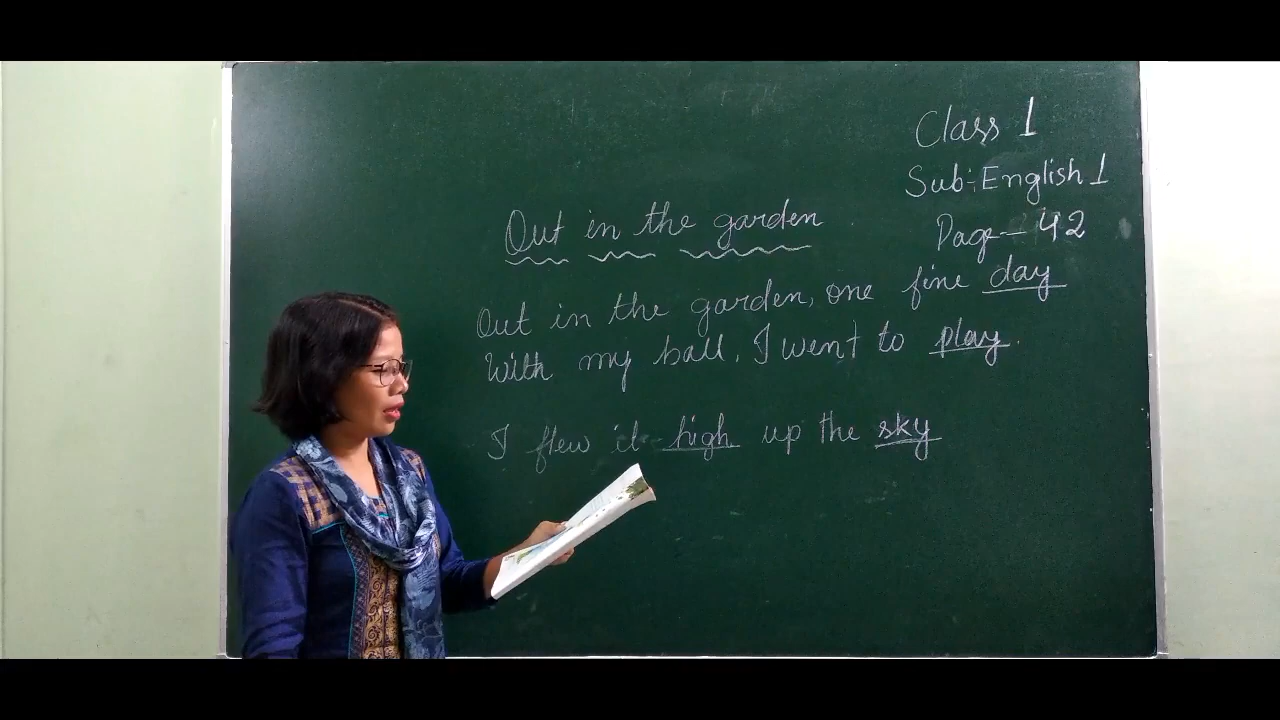 Class 1
Sub:- English 1
Page - 42
Out in the garden
Out in the garden, one fine day
With my ball, I went to play.
I flew it high up the sky